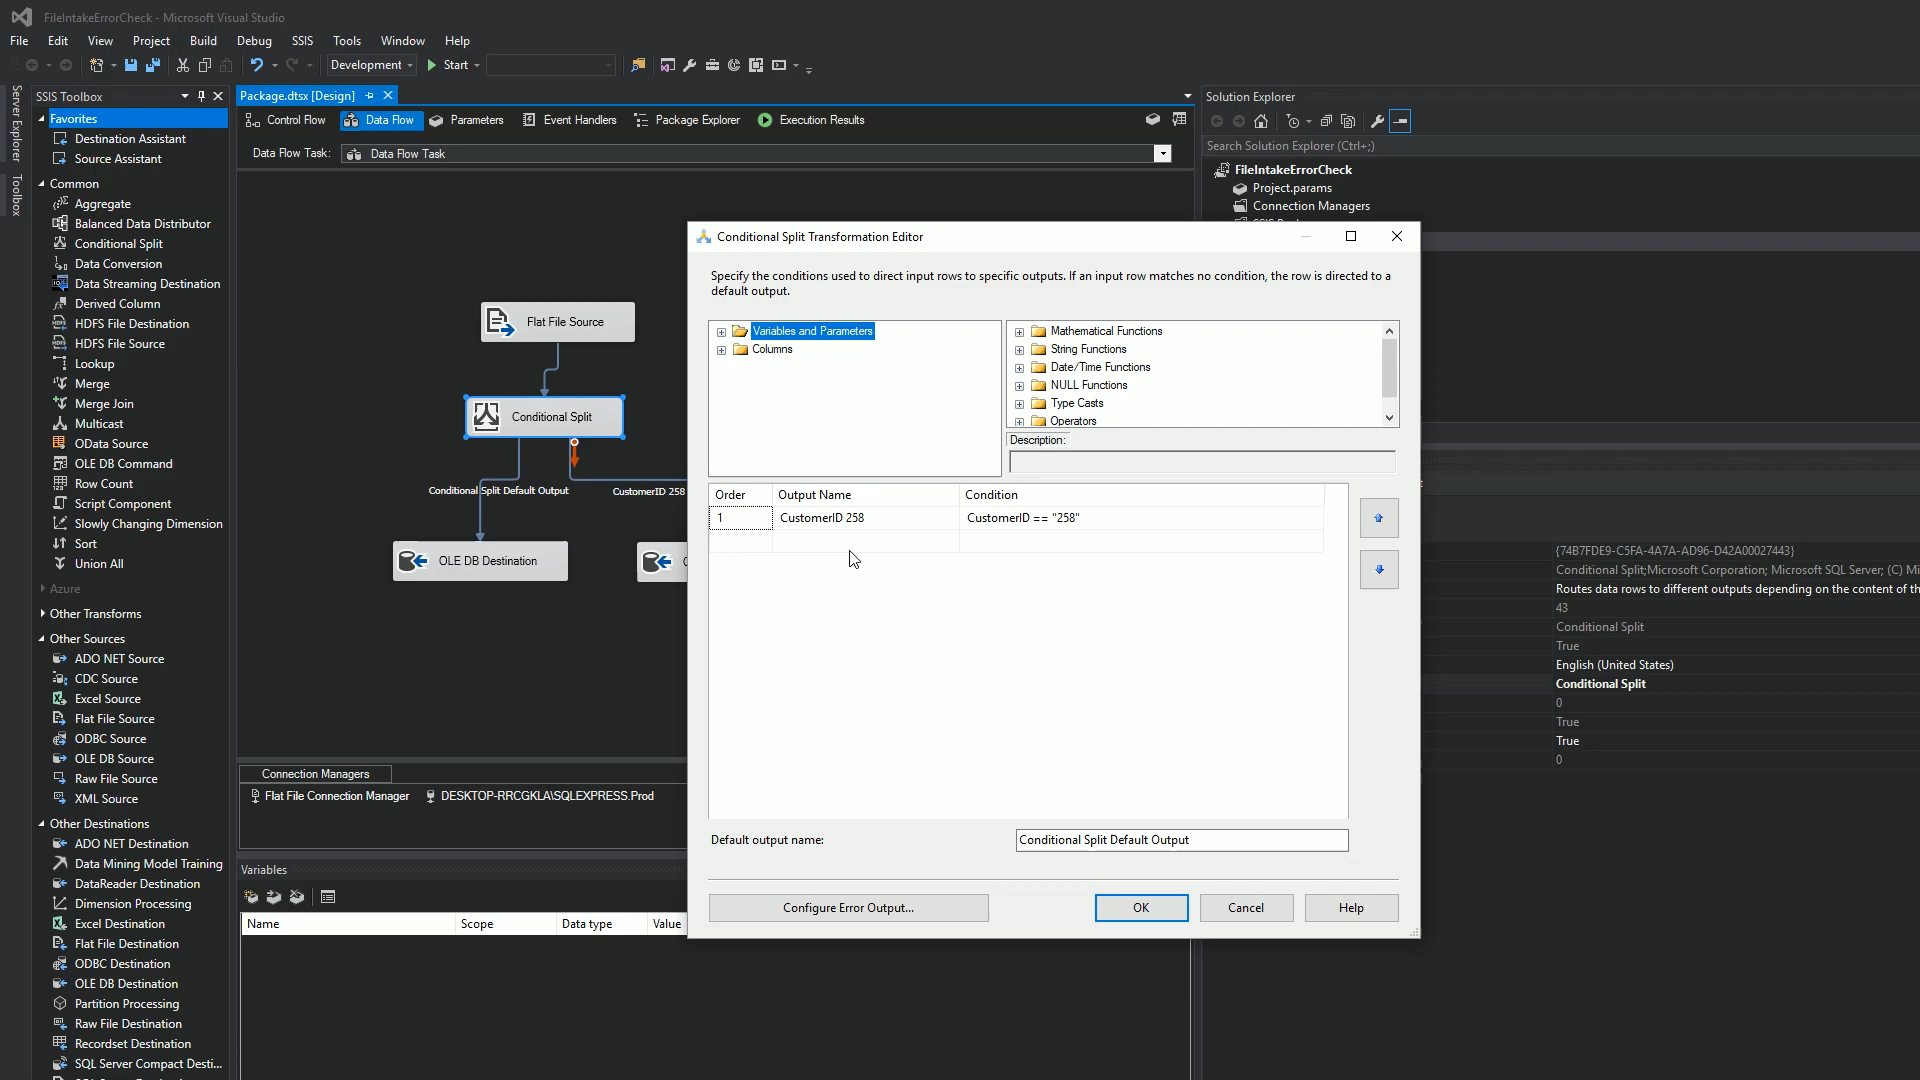 FileIntakeErrorCheck - Microsoft Visual Studio
File Edit View Project Build Debug SSIS Tools Window Help
Development Start
Server Explorer
Toolbox
SSIS Toolbox
Favorites
Destination Assistant
Source Assistant
Common
Aggregate
Balanced Data Distributor
Conditional Split
Data Conversion
Data Streaming Destination
Derived Column
HDFS File Destination
HDFS File Source
Lookup
Merge
Merge Join
Multicast
OData Source
OLE DB Command
Row Count
Script Component
Slowly Changing Dimension
Sort
Union All
Azure
Other Transforms
Other Sources
ADO NET Source
CDC Source
Excel Source
Flat File Source
ODBC Source
OLE DB Source
Raw File Source
XML Source
Other Destinations
ADO NET Destination
Data Mining Model Training
DataReader Destination
Dimension Processing
Excel Destination
Flat File Destination
ODBC Destination
OLE DB Destination
Partition Processing
Raw File Destination
Recordset Destination
SQL Server Compact Desti...
Package.dtsx [Design]
Control Flow Data Flow Parameters Event Handlers Package Explorer Execution Results
Data Flow Task: Data Flow Task
Flat File Source
Conditional Split
Conditional Split Default Output CustomerID 258
OLE DB Destination
Connection Managers
Flat File Connection Manager DESKTOP-RRCGKLA\SQLEXPRESS.Prod
Variables
Name Scope Data type Value
Conditional Split Transformation Editor
Specify the conditions used to direct input rows to specific outputs. If an input row matches no condition, the row is directed to a
default output.
Variables and Parameters
Columns
Mathematical Functions
String Functions
Date/Time Functions
NULL Functions
Type Casts
Operators
Description:
Order Output Name Condition
1 CustomerID 258 CustomerID == "258"
Default output name: Conditional Split Default Output
Configure Error Output... OK Cancel Help
Solution Explorer
Search Solution Explorer (Ctrl+;)
FileIntakeErrorCheck
Project.params
Connection Managers
{74B7FDE9-C5FA-4A7A-AD96-D42A00027443}
Conditional Split;Microsoft Corporation; Microsoft SQL Server; (C) Mi
Routes data rows to different outputs depending on the content of th
43
Conditional Split
True
English (United States)
Conditional Split
0
True
True
0